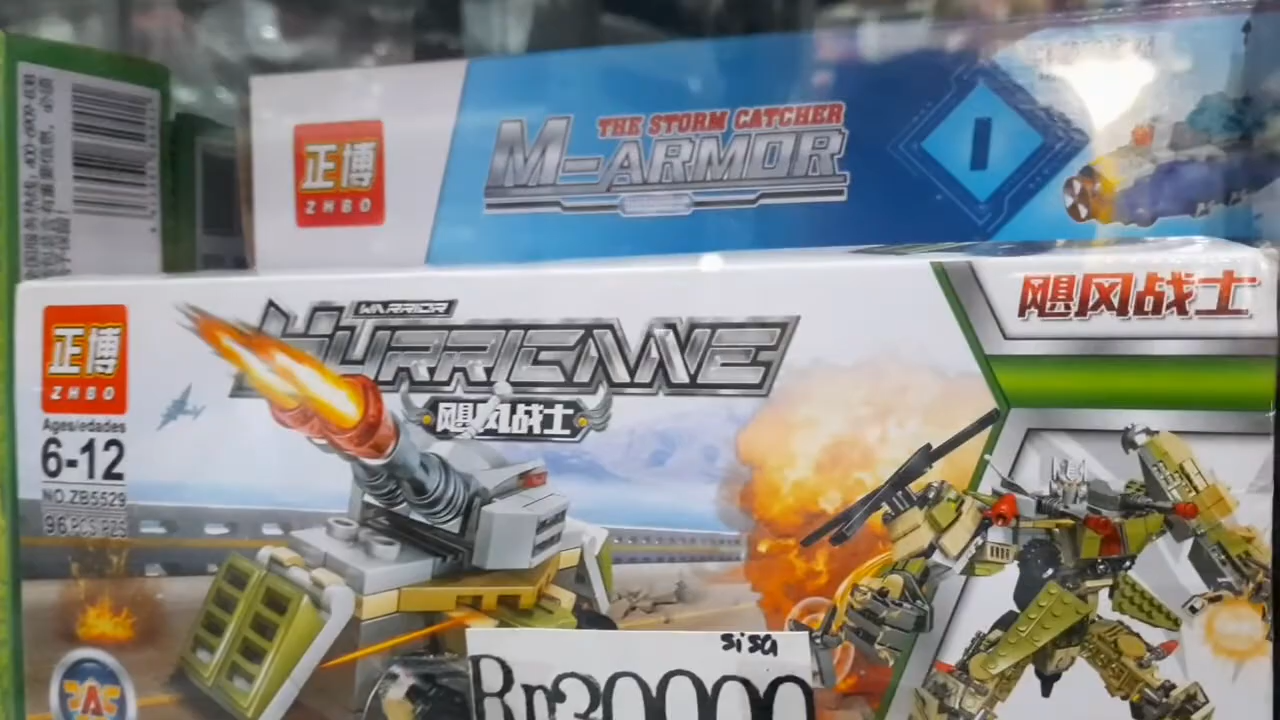 正博
ZHBO
THE STORM CATCHER
M-ARMOR
I
正博
ZHBO
Ages/edades
6-12
NO.ZB5529
96PCS PZS
WARRIOR
HURRICANE
飓风战士
飓风战士
sisa
Rp30000